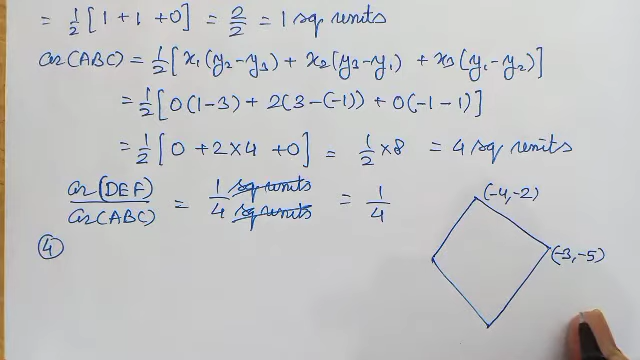 = 1/2 [1 + 1 + 0] = 2/2 = 1 sq units
ar(ABC) = 1/2 [x₁(y₂-y₃) + x₂(y₃-y₁) + x₃(y₁-y₂)]
= 1/2 [0(1-3) + 2(3-(-1)) + 0(-1-1)]
= 1/2 [0 + 2×4 + 0] = 1/2 × 8 = 4 sq units
ar(DEF)/ar(ABC) = 1 sq units/4 sq units = 1/4
(-4,-2)
④
(-3,-5)